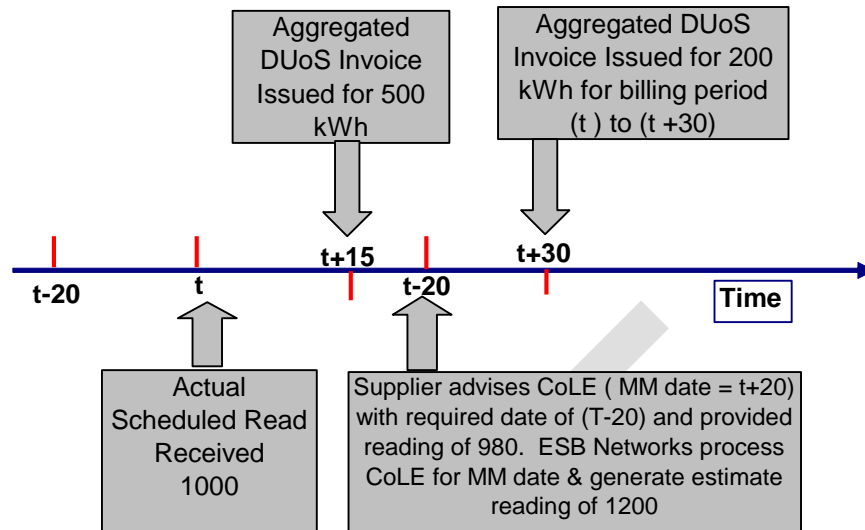 Aggregated
DUoS Invoice
Issued for 500
kWh
Aggregated DUoS
Invoice Issued for 200
kWh for billing period
(t ) to (t +30)
t-20
t
t+15
t-20
t+30
Time
Actual
Scheduled Read
Received
1000
Supplier advises CoLE ( MM date = t+20)
with required date of (T-20) and provided
reading of 980.  ESB Networks process
CoLE for MM date & generate estimate
reading of 1200